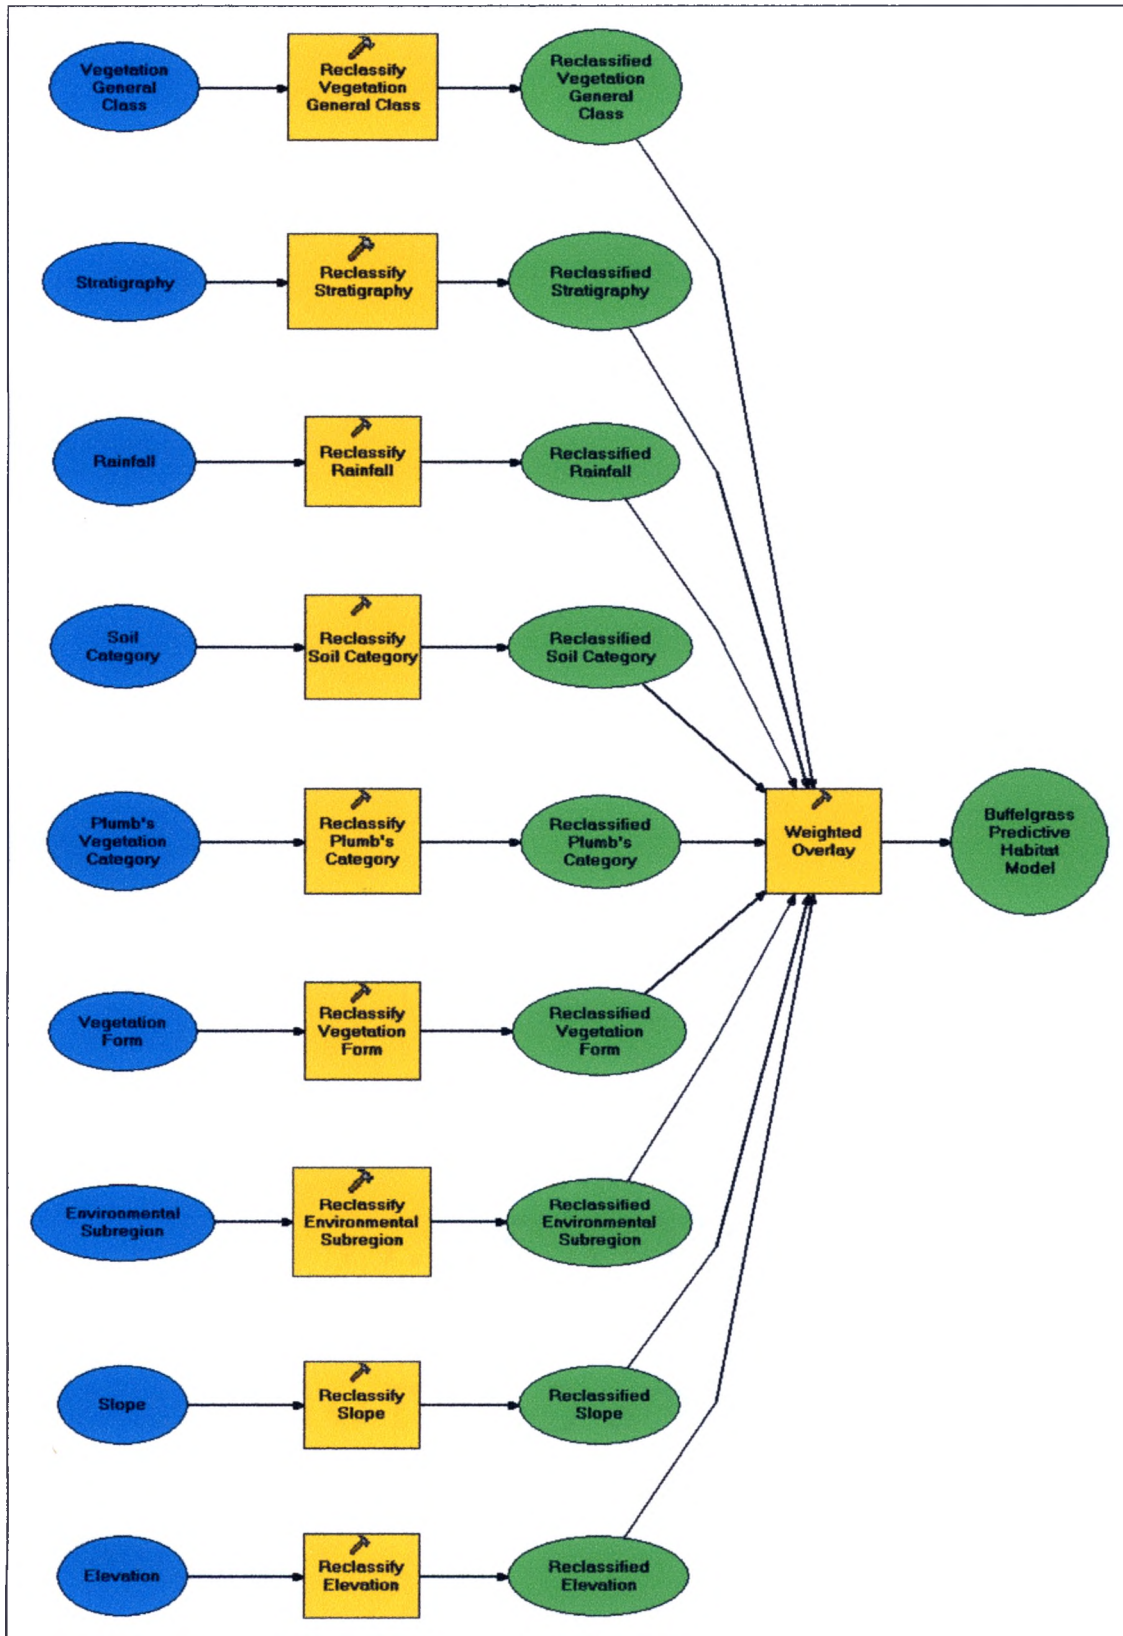 Vegetation
General
Class
Reclassify
Vegetation
General Class
Reclassified
Vegetation
General
Class
Stratigraphy
Reclassify
Stratigraphy
Reclassified
Stratigraphy
Rainfall
Reclassify
Rainfall
Reclassified
Rainfall
Soil
Category
Reclassify
Soil Category
Reclassified
Soil Category
Plumb's
Vegetation
Category
Reclassify
Plumb's
Category
Reclassified
Plumb's
Category
Weighted
Overlay
Buffelgrass
Predictive
Habitat
Model
Vegetation
Form
Reclassify
Vegetation
Form
Reclassified
Vegetation
Form
Environmental
Subregion
Reclassify
Environmental
Subregion
Reclassified
Environmental
Subregion
Slope
Reclassify
Slope
Reclassified
Slope
Elevation
Reclassify
Elevation
Reclassified
Elevation